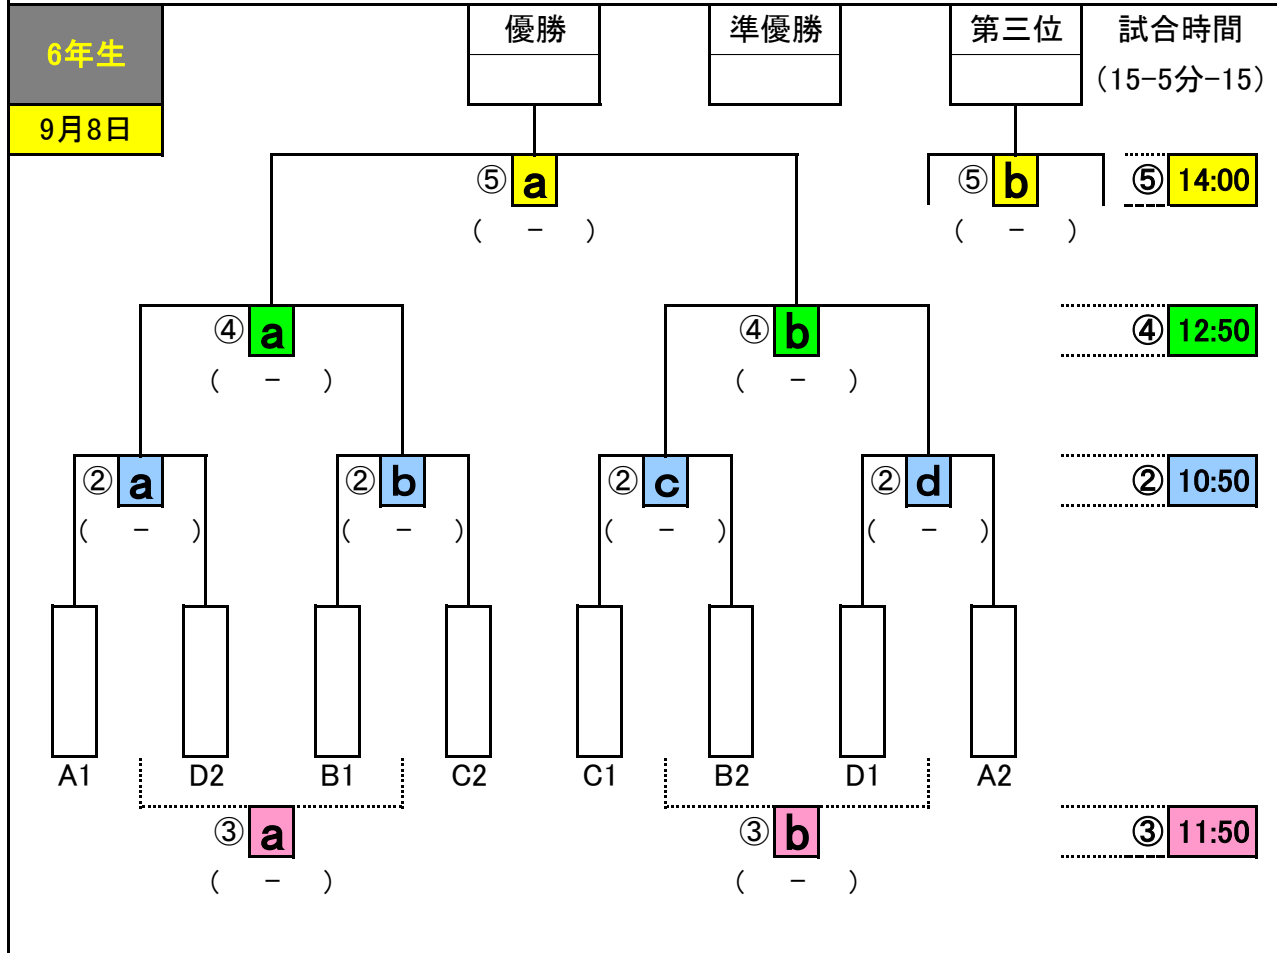 6年生 優勝 準優勝 第三位 試合時間
(15-5分-15)
9月8日
⑤ a ⑤ b ⑤ 14:00
( - ) ( - )
④ a ④ b ④ 12:50
( - ) ( - )
② a ② b ② c ② d ② 10:50
( - ) ( - ) ( - ) ( - )
A1 D2 B1 C2 C1 B2 D1 A2
③ a ③ b ③ 11:50
( - ) ( - )